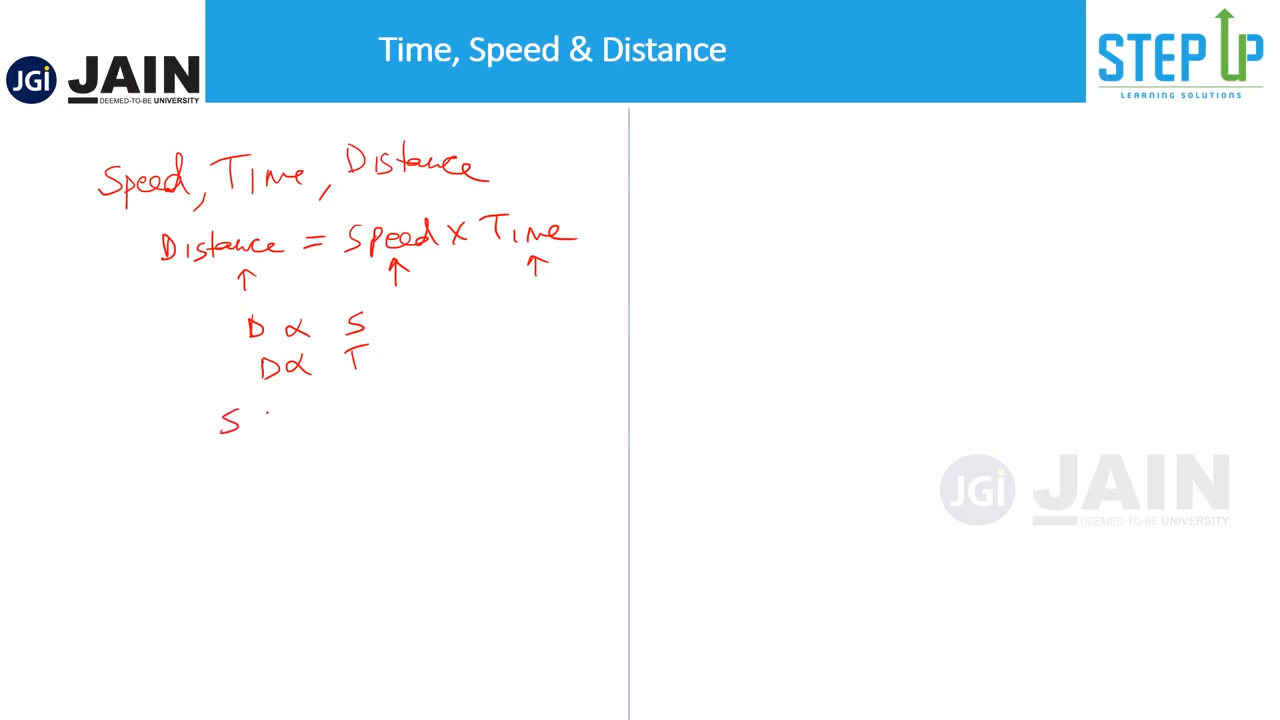 JGi JAIN
DEEMED-TO-BE UNIVERSITY
Time, Speed & Distance
STEP UP
LEARNING SOLUTIONS
Speed, Time, Distance
Distance = Speed x Time
↑ ↑ ↑
D ∝ S
D ∝ T
S
JGi JAIN
DEEMED-TO-BE UNIVERSITY